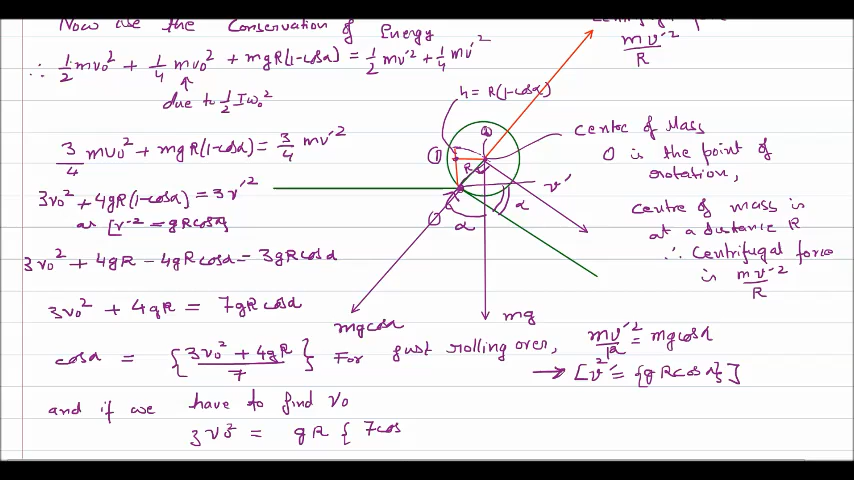 Now use the Conservation of Energy
∴ 1/2 mv₀² + 1/4 mv₀² + mgR(1-cosα) = 1/2 mv'² + 1/4 mv'²
due to 1/2 Iω₀²
mv'²/R
h = R(1-cosα)
3/4 mv₀² + mgR(1-cosα) = 3/4 mv'²
3v₀² + 4gR(1-cosα) = 3v'²
as [v'² = gRcosα]
3v₀² + 4gR - 4gRcosα = 3gRcosα
3v₀² + 4gR = 7gRcosα
cosα = {3v₀² + 4gR / 7} For just rolling over, mv'²/R = mgcosα
→ [v'² = {gRcosα}]
and if we have to find v₀
3v₀² = gR { 7cos
① ② R v' α α
mgcosα
mg
Centre of Mass
O is the point of
rotation,
Centre of mass is
at a distance R
∴ Centrifugal force
is mv'²/R